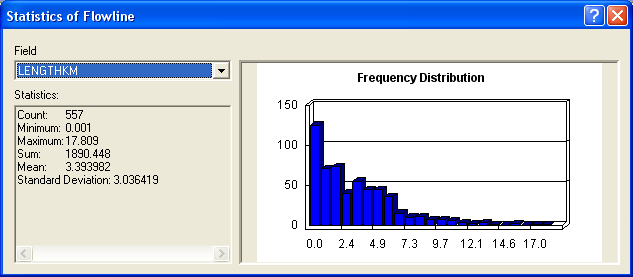 Statistics of Flowline
Field
LENGTHKM
Statistics:
Count: 557
Minimum: 0.001
Maximum: 17.809
Sum: 1890.448
Mean: 3.393982
Standard Deviation: 3.036419
Frequency Distribution
150
100
50
0
0.0 2.4 4.9 7.3 9.7 12.1 14.6 17.0